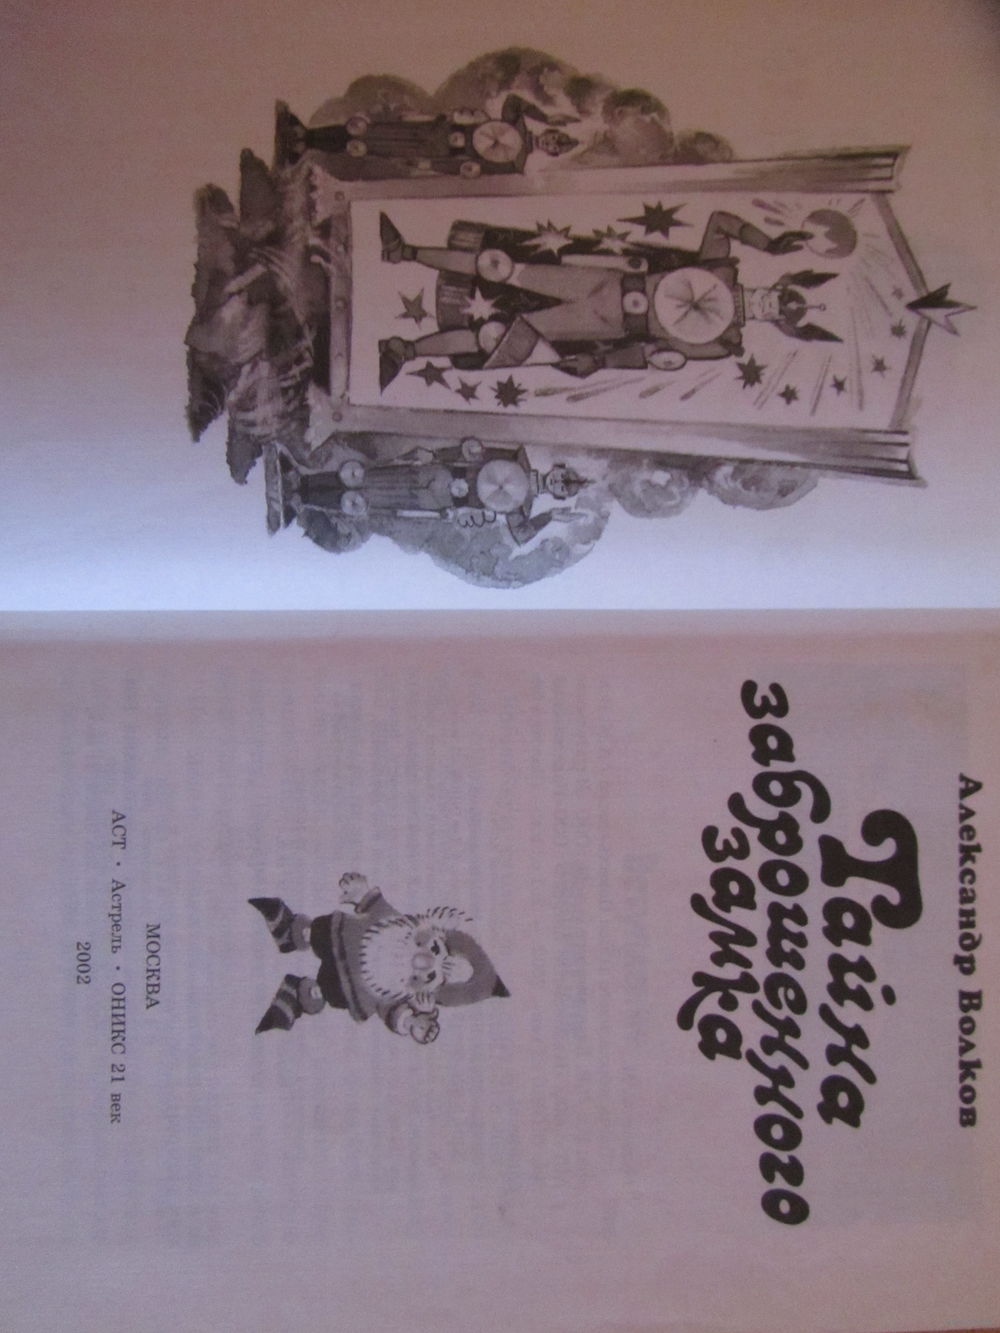 Александр Волков
Тайна
заброшенного
замка
МОСКВА
АСТ • Астрель • ОНИКС 21 век
2002